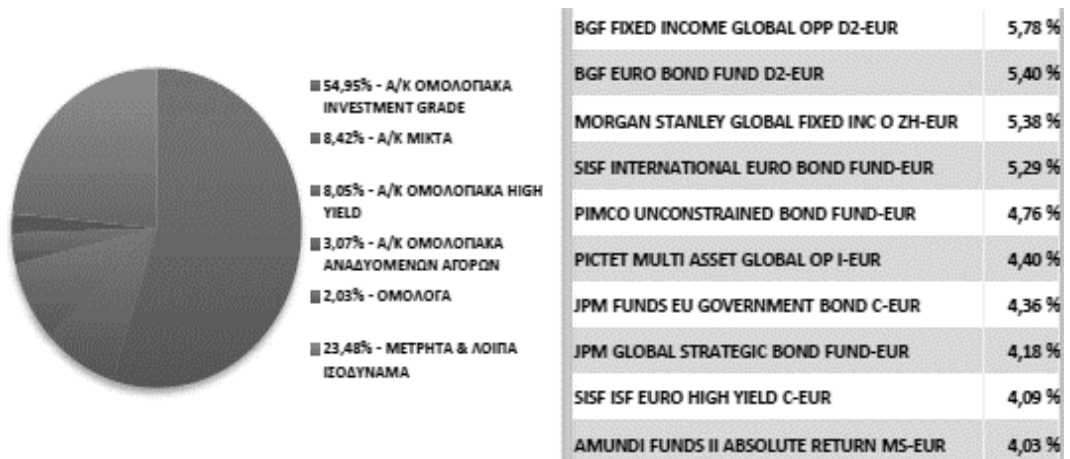 54,95% - Α/Κ ΟΜΟΛΟΓΙΑΚΑ
INVESTMENT GRADE
8,42% - Α/Κ ΜΙΚΤΑ
8,05% - Α/Κ ΟΜΟΛΟΓΙΑΚΑ HIGH
YIELD
3,07% - Α/Κ ΟΜΟΛΟΓΙΑΚΑ
ΑΝΑΔΥΟΜΕΝΩΝ ΑΓΟΡΩΝ
2,03% - ΟΜΟΛΟΓΑ
23,48% - ΜΕΤΡΗΤΑ & ΛΟΙΠΑ
ΙΣΟΔΥΝΑΜΑ
BGF FIXED INCOME GLOBAL OPP D2-EUR 5,78 %
BGF EURO BOND FUND D2-EUR 5,40 %
MORGAN STANLEY GLOBAL FIXED INC O ZH-EUR 5,38 %
SISF INTERNATIONAL EURO BOND FUND-EUR 5,29 %
PIMCO UNCONSTRAINED BOND FUND-EUR 4,76 %
PICTET MULTI ASSET GLOBAL OP I-EUR 4,40 %
JPM FUNDS EU GOVERNMENT BOND C-EUR 4,36 %
JPM GLOBAL STRATEGIC BOND FUND-EUR 4,18 %
SISF ISF EURO HIGH YIELD C-EUR 4,09 %
AMUNDI FUNDS II ABSOLUTE RETURN MS-EUR 4,03 %